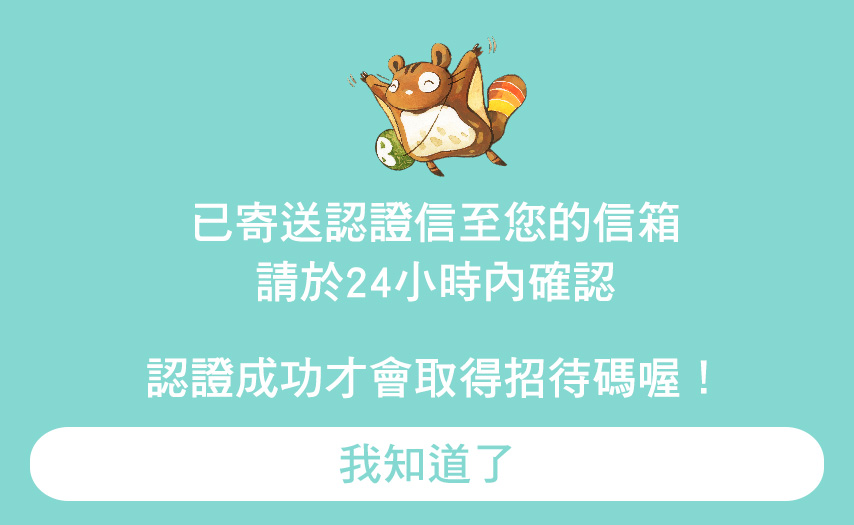 已寄送認證信至您的信箱
請於24小時內確認
認證成功才會取得招待碼喔！
我知道了